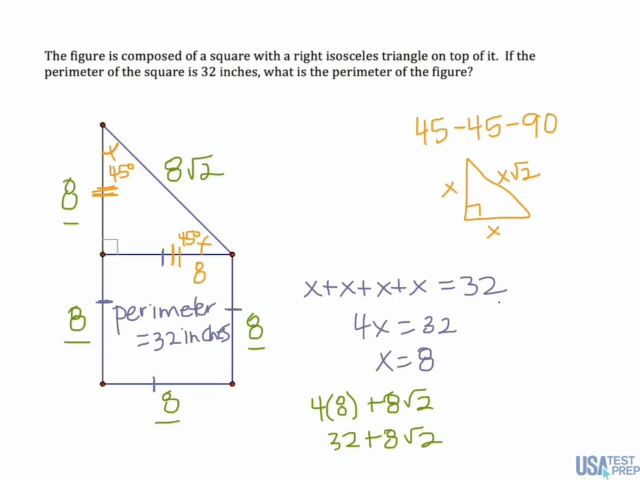 The figure is composed of a square with a right isosceles triangle on top of it. If the
perimeter of the square is 32 inches, what is the perimeter of the figure?
45-45-90
x
45°
8√2
8
45°
x
8
x
x√2
x
x+x+x+x=32
perimeter
=32 inches
8
8
4x=32
x=8
8
4(8)+8√2
32+8√2
USATESTPREP